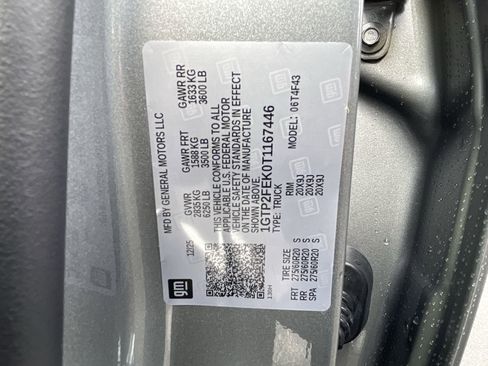 MFD BY GENERAL MOTORS LLC
12/25
GVWR
2835 KG
6250 LB
GAWR FRT
1588 KG
3500 LB
GAWR RR
1633 KG
3600 LB
THIS VEHICLE CONFORMS TO ALL
APPLICABLE U.S. FEDERAL MOTOR
VEHICLE SAFETY STANDARDS IN EFFECT
ON THE DATE OF MANUFACTURE
SHOWN ABOVE.
1GTP2FEK0T1167446
TYPE: TRUCK
MODEL: 06T4F43
TIRE SIZE RIM
FRT 275/60R20 S 20X9J
RR 275/60R20 S 20X9J
SPA 275/60R20 S 20X9J
gm
130H